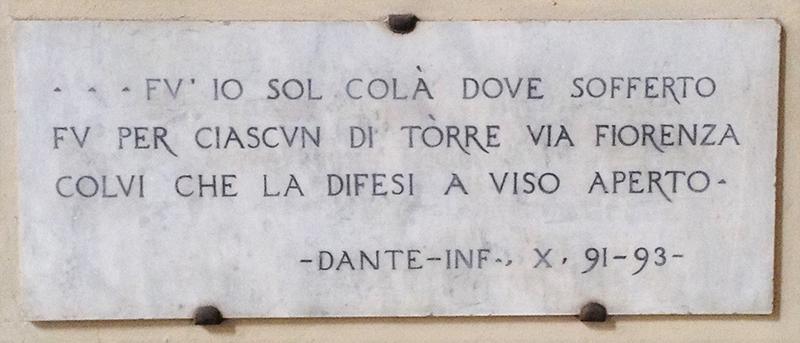 . . . FV' IO SOL COLÀ DOVE SOFFERTO
FV PER CIASCVN DI TÒRRE VIA FIORENZA
COLVI CHE LA DIFESI A VISO APERTO-
-DANTE-INF., X, 91-93-